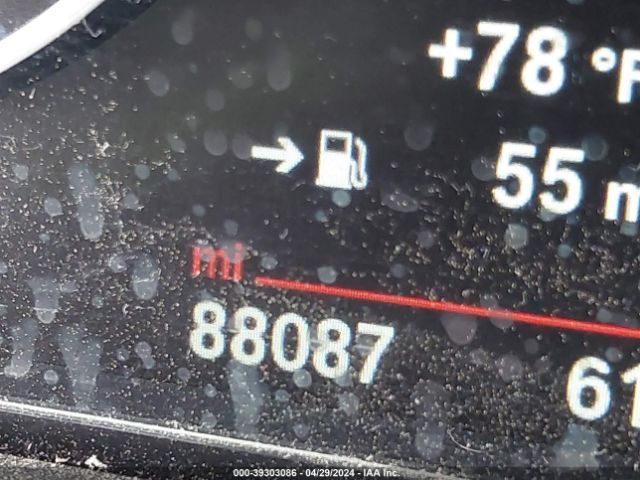 +78 °F
→ 55 m
mi
88087 61
000-39303086 - 04/29/2024 - IAA Inc.